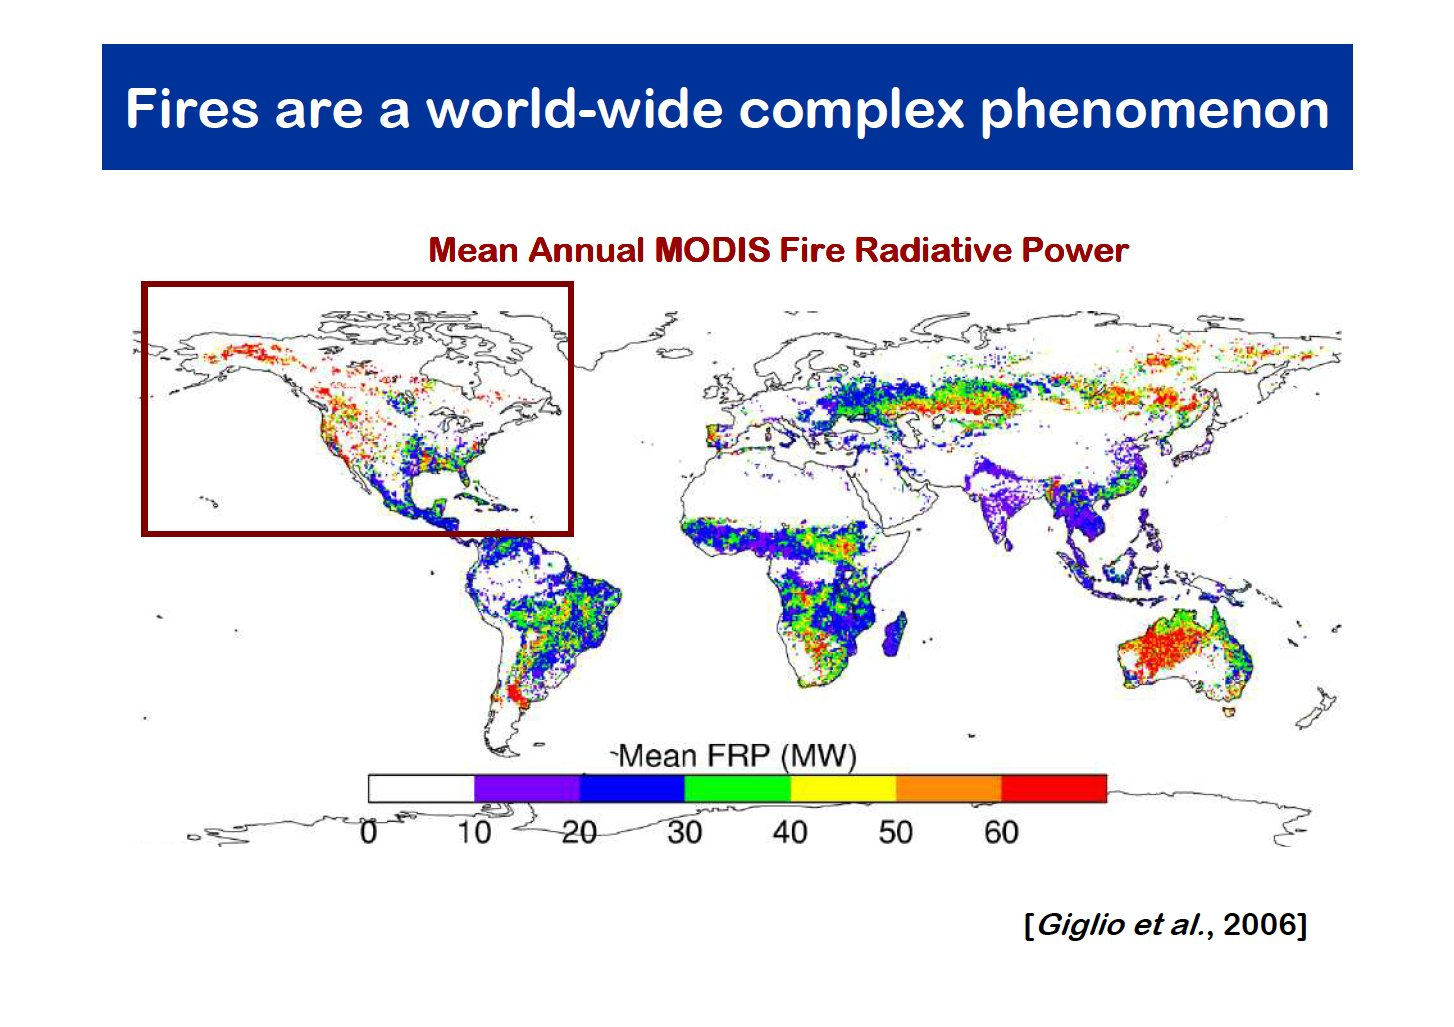 Fires are a world-wide complex phenomenon
Mean Annual MODIS Fire Radiative Power
Mean FRP (MW)
0 10 20 30 40 50 60
[Giglio et al., 2006]